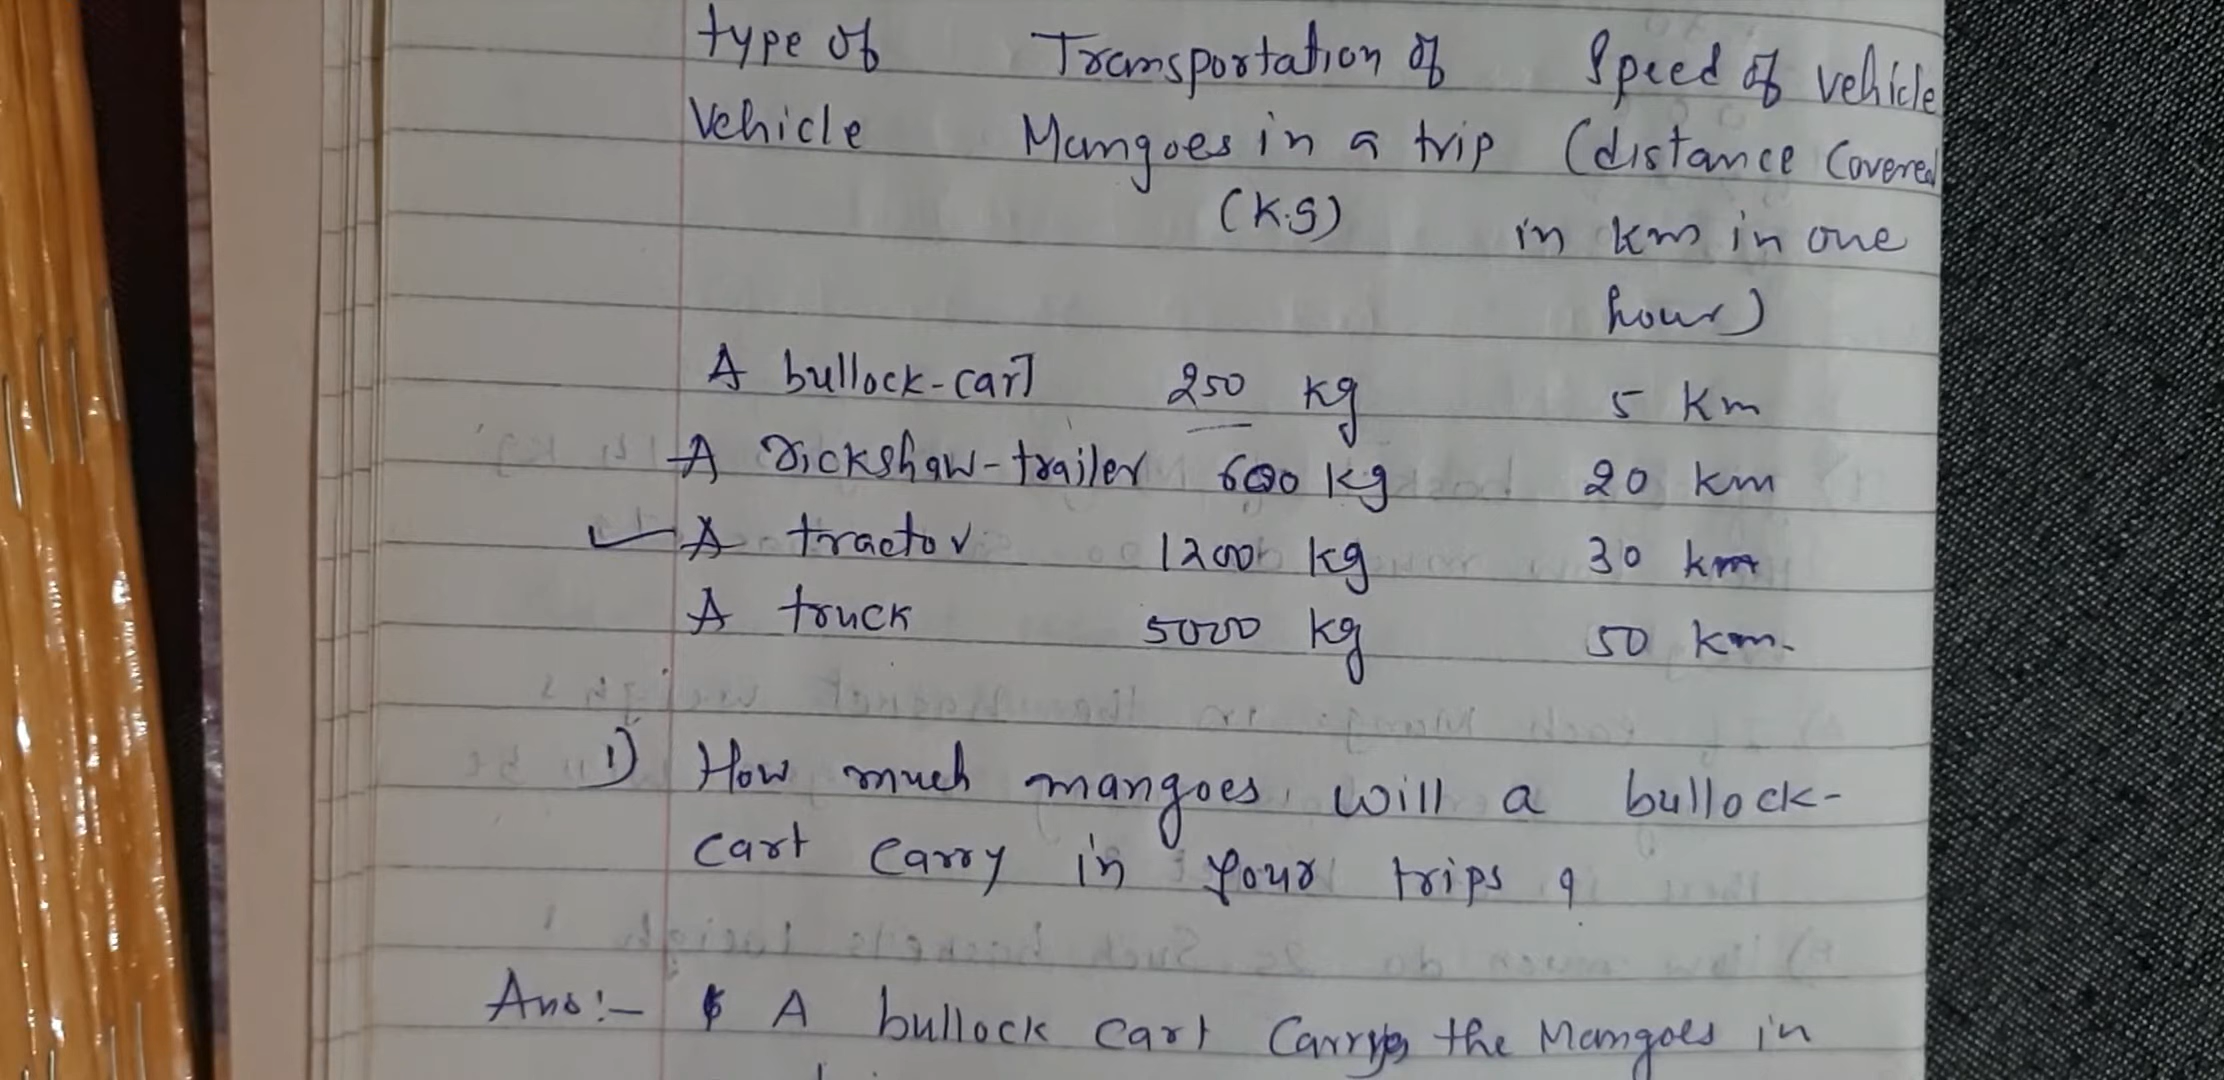 type of Transportation of Speed of vehicle
Vehicle Mangoes in a trip (distance Covered
(K.g) in km in one
hour)
A bullock-cart 250 kg 5 Km
A rickshaw-trailer 600 kg 20 km
A tractor 1200 kg 30 km
A truck 5000 kg 50 km.
1) How much mangoes will a bullock-
cart carry in four trips ?
Ans:- A bullock cart Carrys the Mangoes in